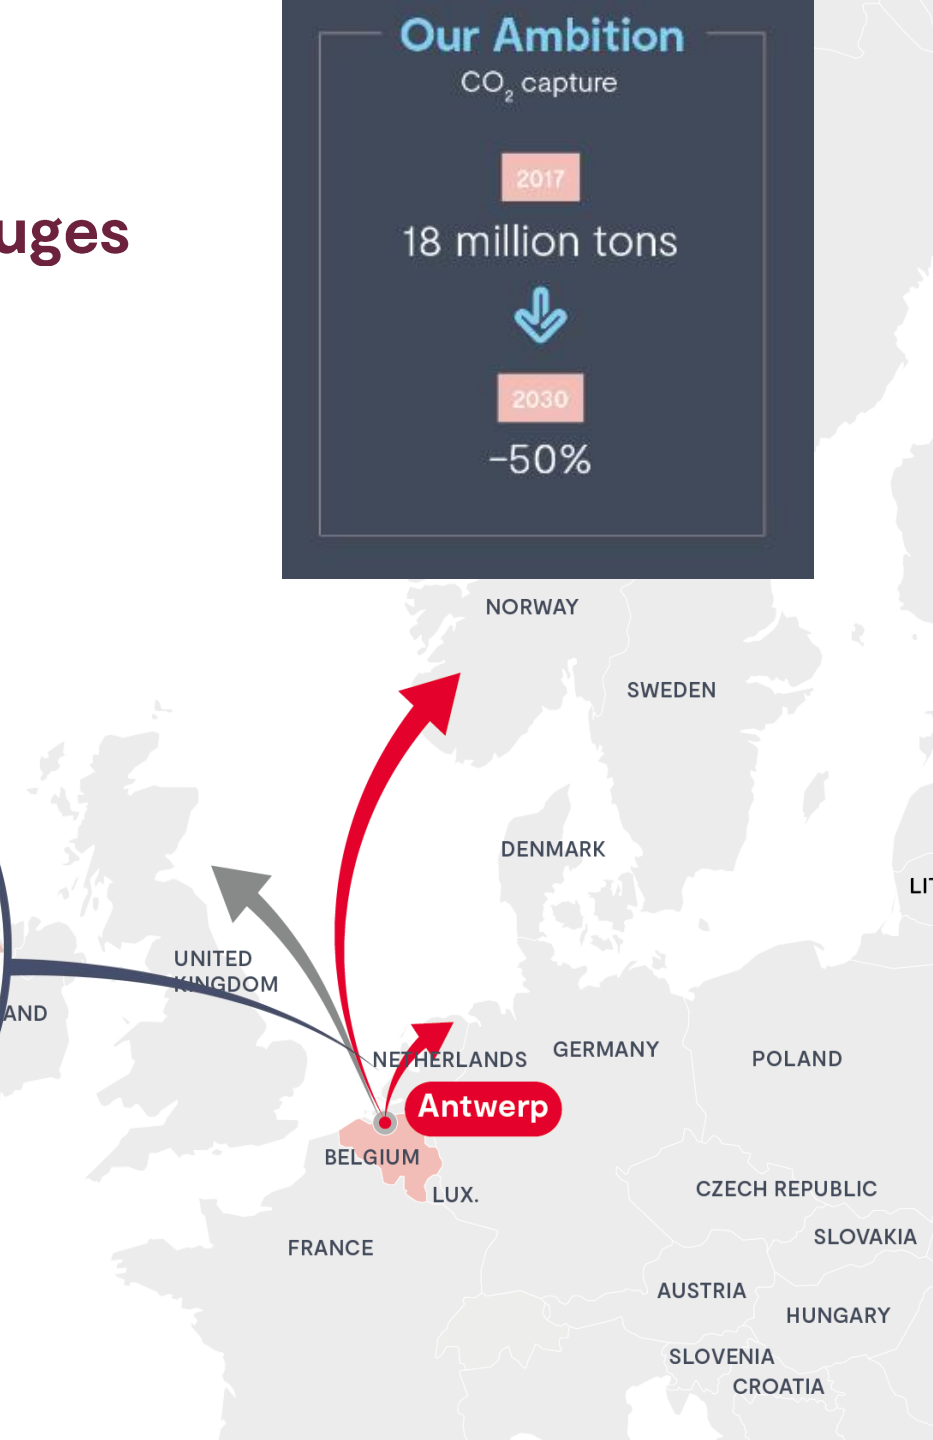 Our Ambition
CO₂ capture
2017
uges
18 million tons
2030
-50%
NORWAY
SWEDEN
DENMARK
LIT
UNITED
KINGDOM
AND
NETHERLANDS
GERMANY
POLAND
Antwerp
BELGIUM
LUX.
CZECH REPUBLIC
SLOVAKIA
FRANCE
AUSTRIA
HUNGARY
SLOVENIA
CROATIA